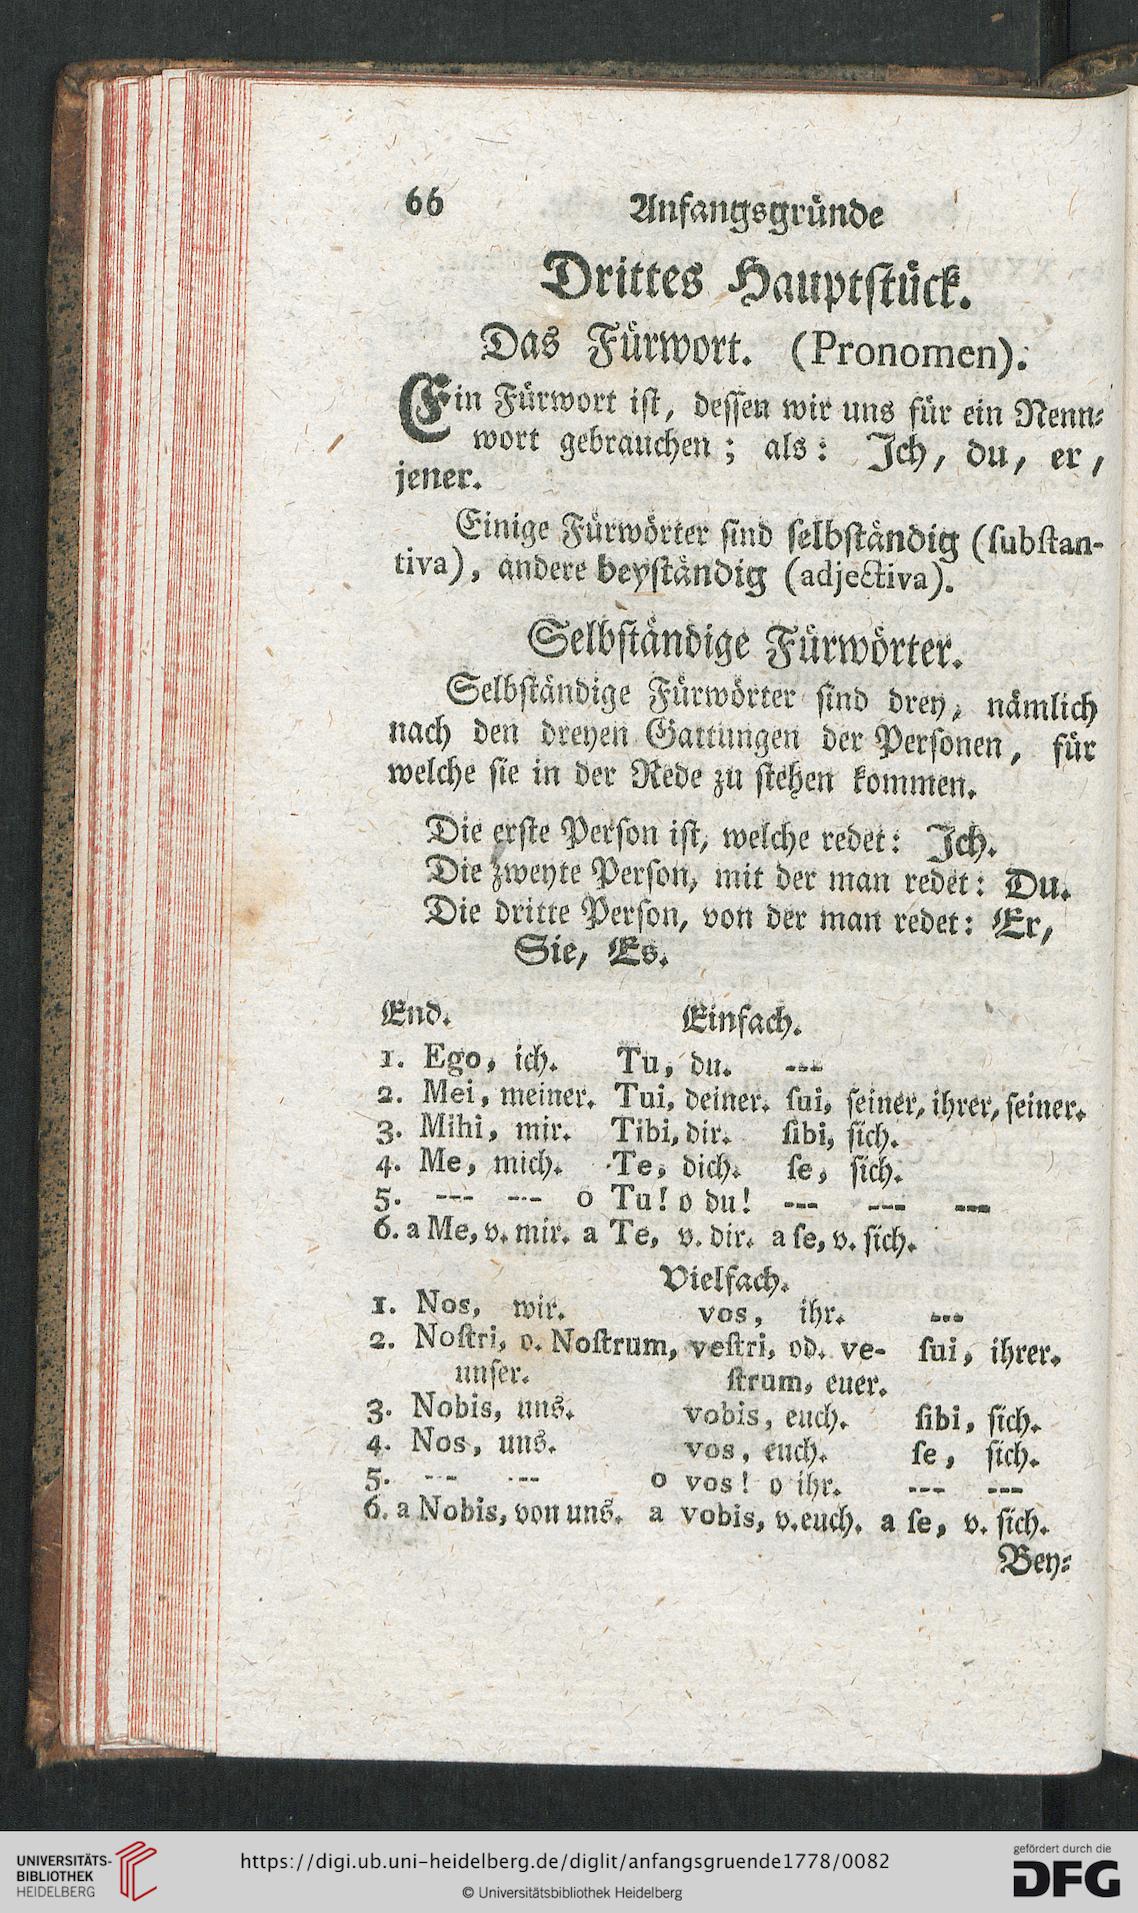 66 Anfangsgründe
Drittes Hauptstück.
Das Fürwort. (Pronomen).
Ein Fürwort ist, dessen wir uns für ein Nenn-
wort gebrauchen; als: Ich, du, er,
jener.
Einige Fürwörter sind selbständig (substan-
tiva), andere beyständig (adjectiva).
Selbständige Fürwörter.
Selbständige Fürwörter sind drey, nämlich
nach den dreyen Gattungen der Personen, für
welche sie in der Rede zu stehen kommen.
Die erste Person ist, welche redet: Ich.
Die zweyte Person, mit der man redet: Du.
Die dritte Person, von der man redet: Er,
Sie, Es.
End. Einfach.
1. Ego, ich. Tu, du. ---
2. Mei, meiner. Tui, deiner. sui, seiner, ihrer, seiner.
3. Mihi, mir. Tibi, dir. sibi, sich.
4. Me, mich. Te, dich. se, sich.
5. --- --- o Tu! o du! --- --- ---
6. a Me, v. mir. a Te, v. dir. a se, v. sich.
Vielfach.
1. Nos, wir. vos, ihr. ---
2. Nostri, o. Nostrum, vestri, od. ve- sui, ihrer.
unser. strum, euer.
3. Nobis, uns. vobis, euch. sibi, sich.
4. Nos, uns. vos, euch. se, sich.
5. --- --- o vos! o ihr. --- ---
6. a Nobis, von uns. a vobis, v. euch. a se, v. sich.
Bey-
UNIVERSITÄTS-
BIBLIOTHEK
HEIDELBERG
https://digi.ub.uni-heidelberg.de/diglit/anfangsgruende1778/0082
© Universitätsbibliothek Heidelberg
gefördert durch die
DFG